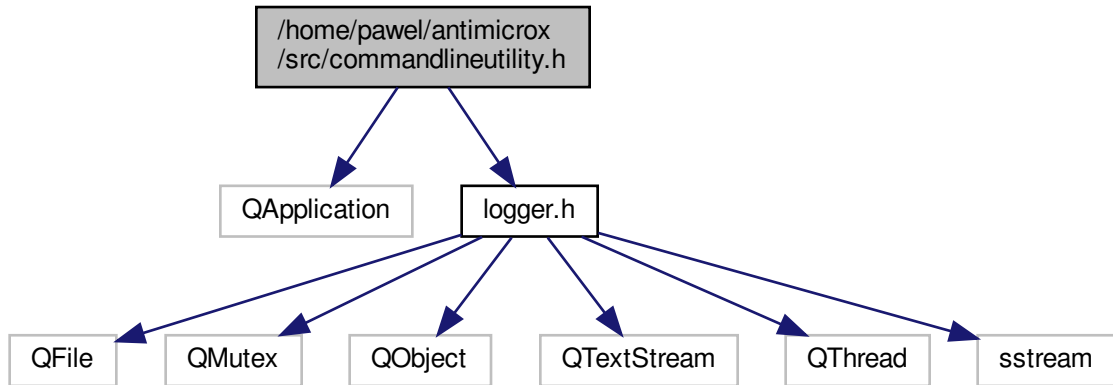 /home/pawel/antimicrox
/src/commandlineutility.h
QApplication
logger.h
QFile
QMutex
QObject
QTextStream
QThread
sstream